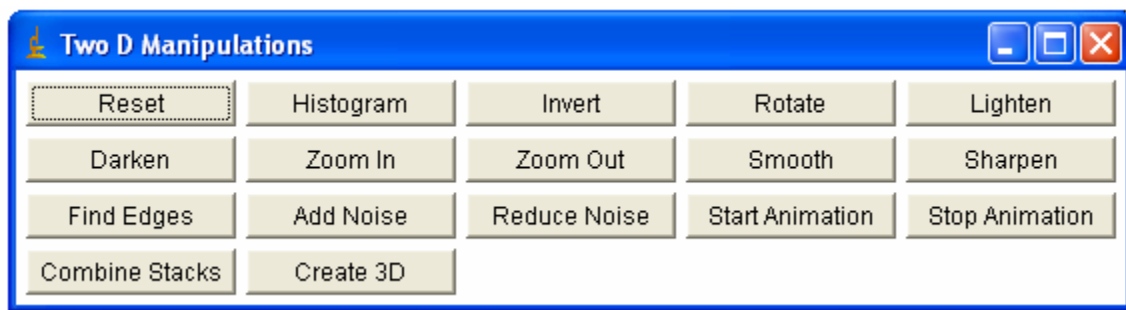 Two D Manipulations
Reset Histogram Invert Rotate Lighten
Darken Zoom In Zoom Out Smooth Sharpen
Find Edges Add Noise Reduce Noise Start Animation Stop Animation
Combine Stacks Create 3D